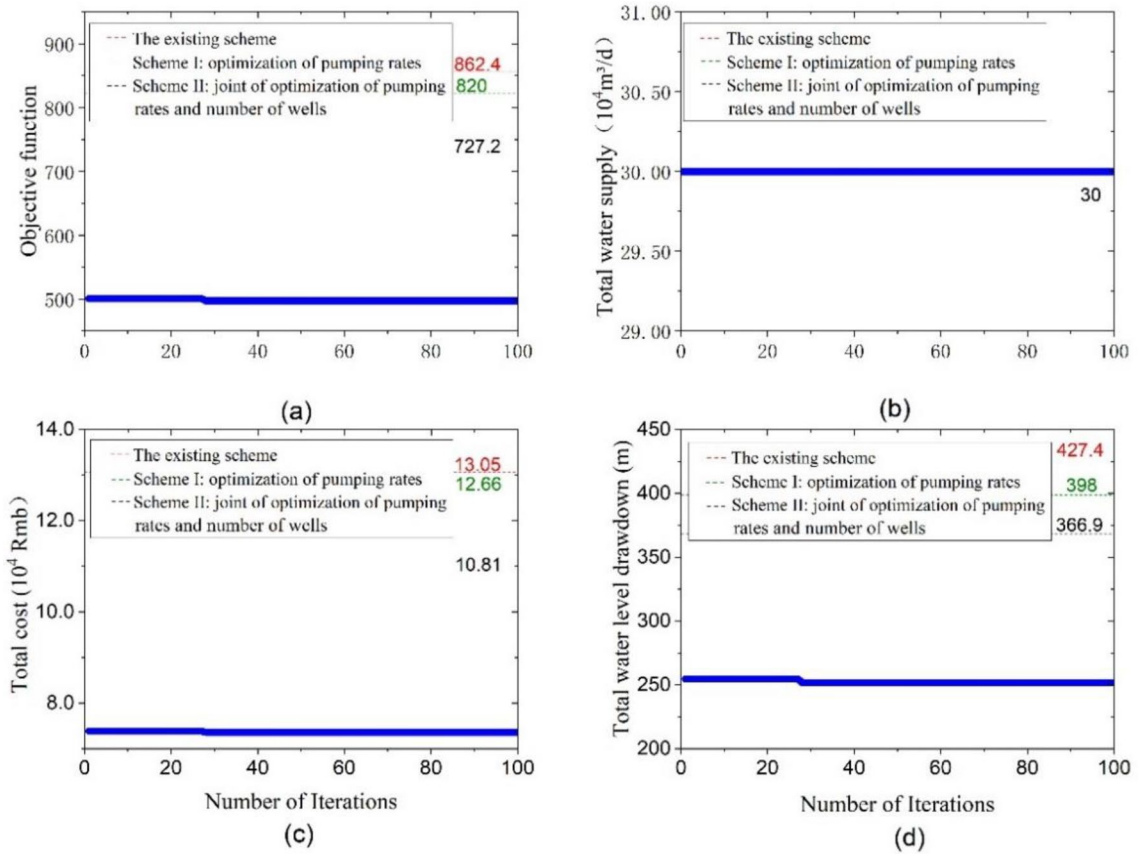 1000
900
800
700
600
500
0
20
40
60
80
100
Objective function
The existing scheme
Scheme I: optimization of pumping rates
Scheme II: joint of optimization of pumping
rates and number of wells
862.4
820
727.2
(a)
31.00
30.50
30.00
29.50
29.00
0
20
40
60
80
100
Total water supply (10⁴m³/d)
The existing scheme
Scheme I: optimization of pumping rates
Scheme II: joint of optimization of pumping
rates and number of wells
30
(b)
14.0
12.0
10.0
8.0
0
20
40
60
80
100
Total cost (10⁴ Rmb)
The existing scheme
Scheme I: optimization of pumping rates
Scheme II: joint of optimization of pumping
rates and number of wells
13.05
12.66
10.81
Number of Iterations
(c)
450
400
350
300
250
200
0
20
40
60
80
100
Total water level drawdown (m)
The existing scheme
Scheme I: optimization of pumping rates
Scheme II: joint of optimization of pumping
rates and number of wells
427.4
398
366.9
Number of Iterations
(d)